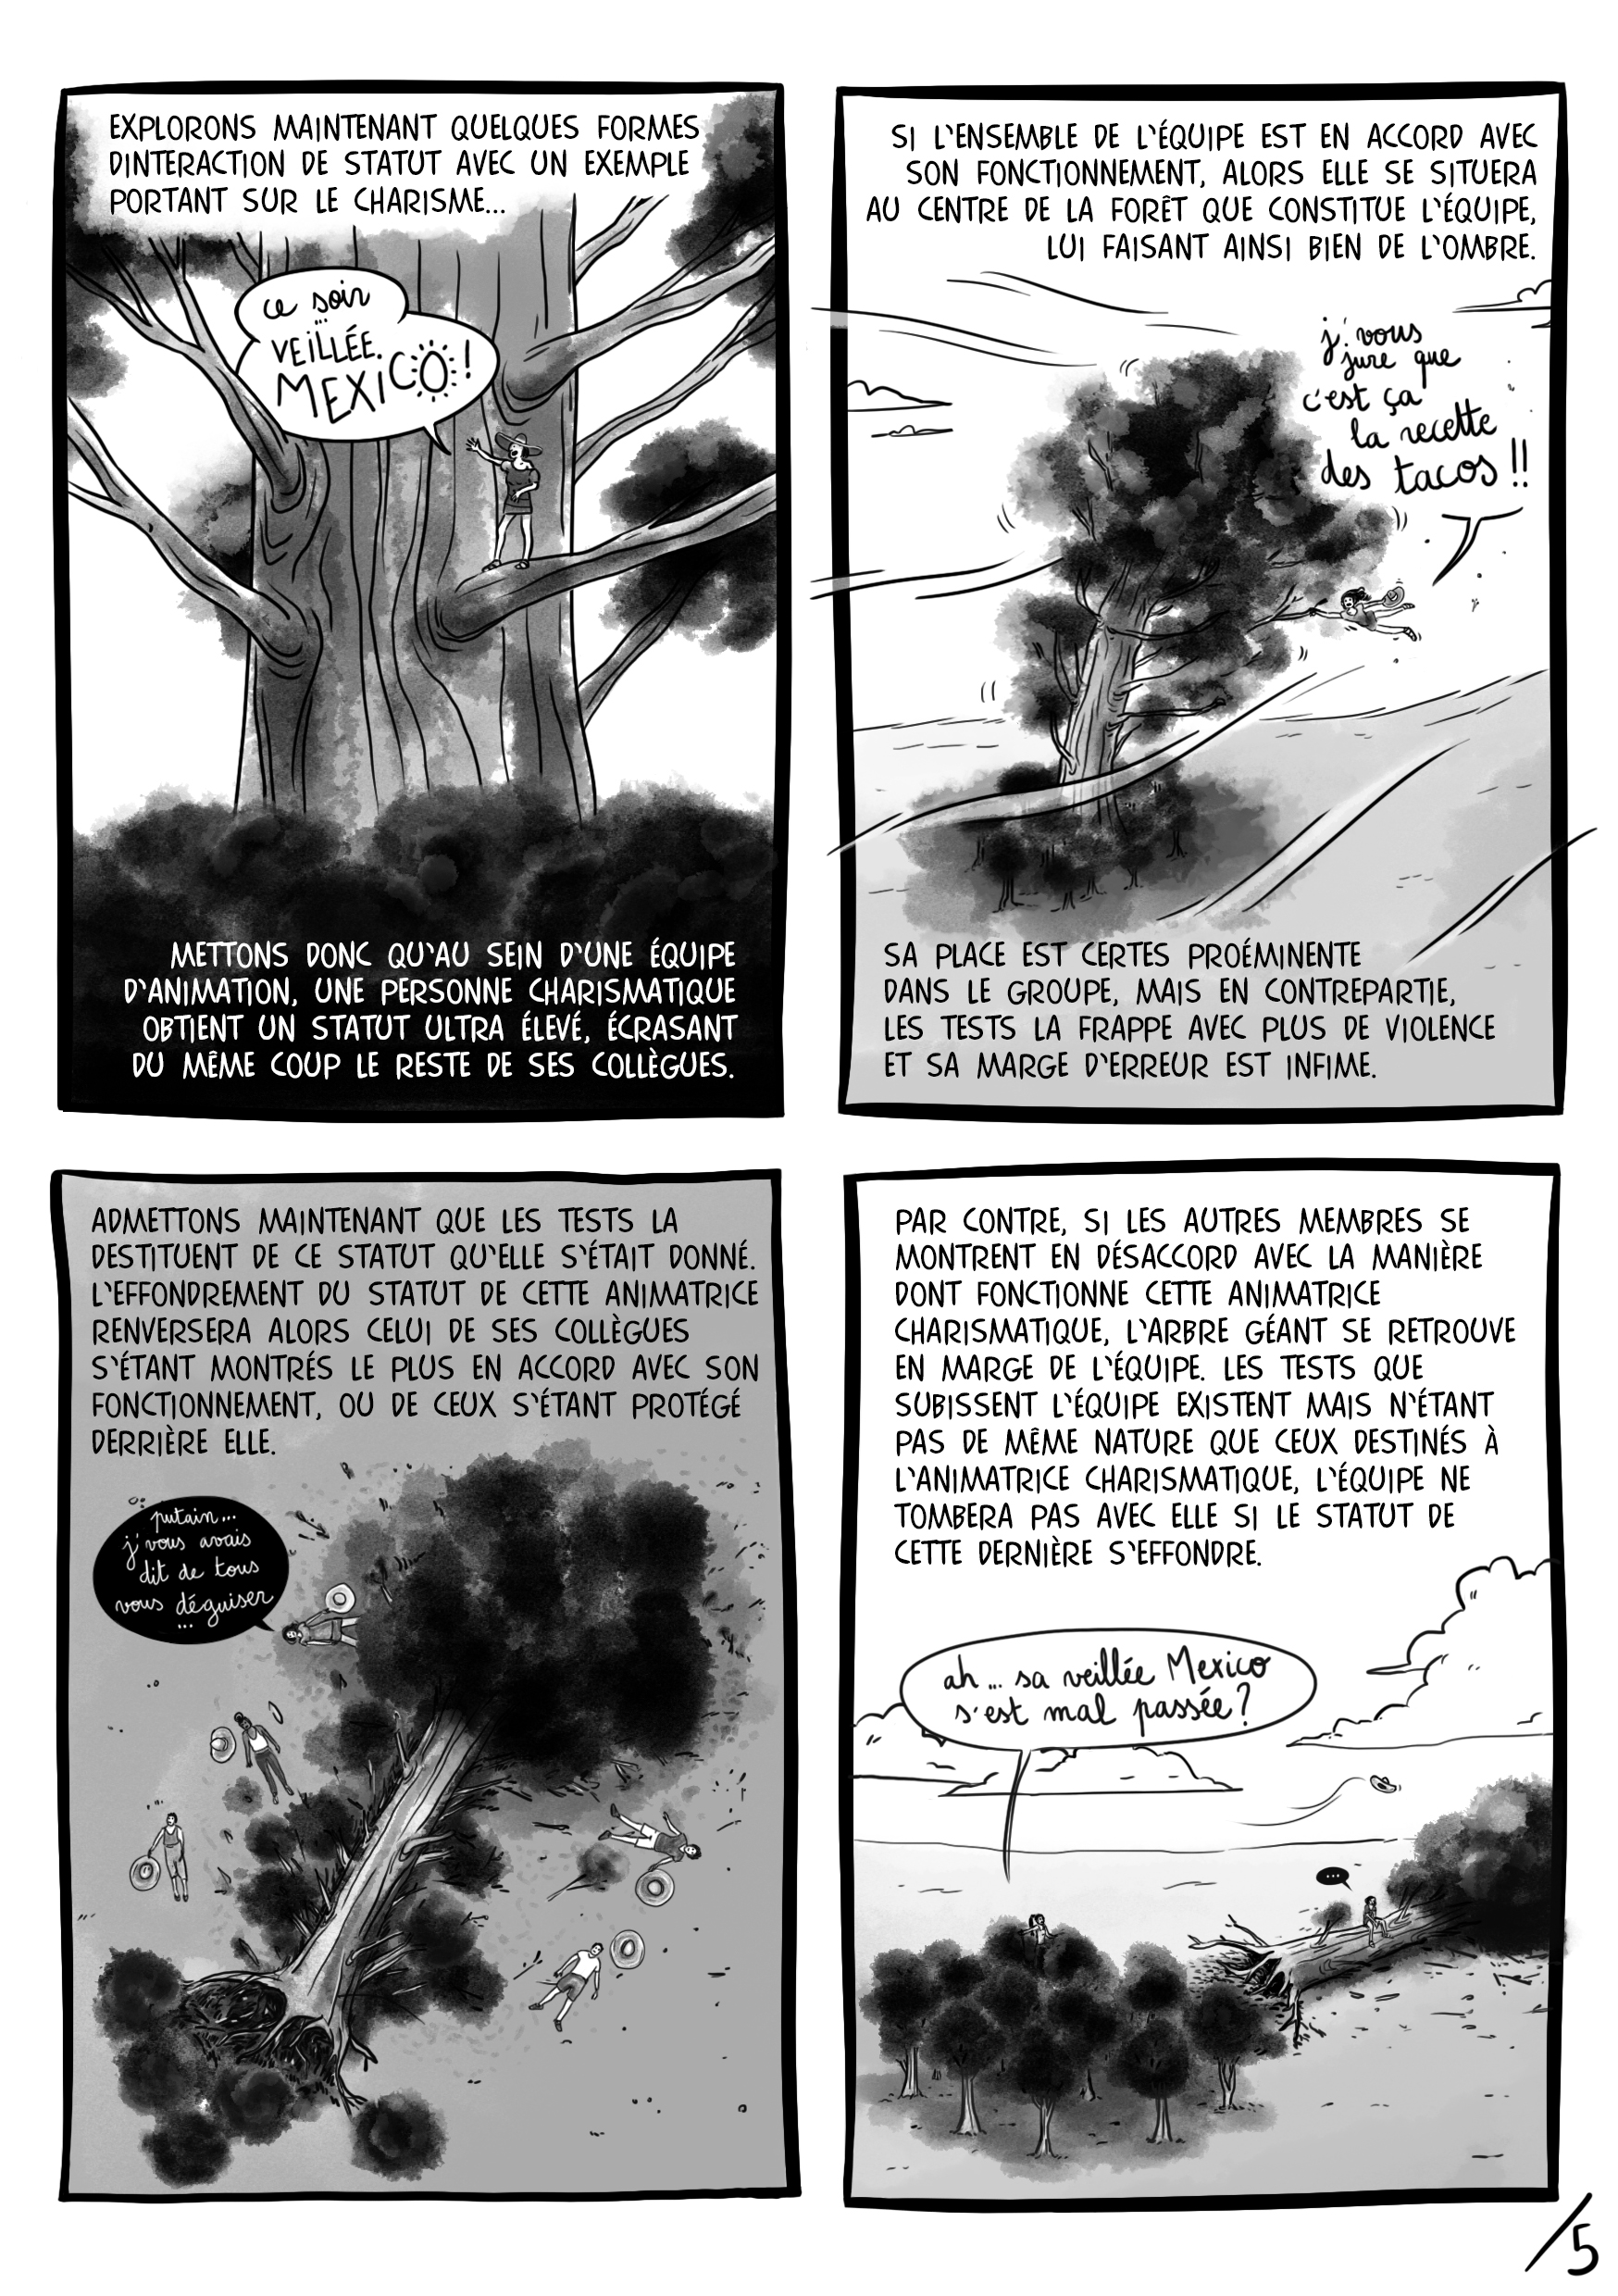 EXPLORONS MAINTENANT QUELQUES FORMES
DINTERACTION DE STATUT AVEC UN EXEMPLE
PORTANT SUR LE CHARISME...
ce soir
...
VEILLÉE.
MEXICO !
METTONS DONC QU'AU SEIN D'UNE ÉQUIPE
D'ANIMATION, UNE PERSONNE CHARISMATIQUE
OBTIENT UN STATUT ULTRA ÉLEVÉ, ÉCRASANT
DU MÊME COUP LE RESTE DE SES COLLÈGUES.
SI L'ENSEMBLE DE L'ÉQUIPE EST EN ACCORD AVEC
SON FONCTIONNEMENT, ALORS ELLE SE SITUERA
AU CENTRE DE LA FORÊT QUE CONSTITUE L'ÉQUIPE,
LUI FAISANT AINSI BIEN DE L'OMBRE.
j'vous
jure que
c'est ça
la recette
des tacos !!
SA PLACE EST CERTES PROÉMINENTE
DANS LE GROUPE, MAIS EN CONTREPARTIE,
LES TESTS LA FRAPPE AVEC PLUS DE VIOLENCE
ET SA MARGE D'ERREUR EST INFIME.
ADMETTONS MAINTENANT QUE LES TESTS LA
DESTITUENT DE CE STATUT QU'ELLE S'ÉTAIT DONNÉ.
L'EFFONDREMENT DU STATUT DE CETTE ANIMATRICE
RENVERSERA ALORS CELUI DE SES COLLÈGUES
S'ÉTANT MONTRÉS LE PLUS EN ACCORD AVEC SON
FONCTIONNEMENT, OU DE CEUX S'ÉTANT PROTÉGÉ
DERRIÈRE ELLE.
putain...
j'vous avais
dit de tous
vous déguiser
...
PAR CONTRE, SI LES AUTRES MEMBRES SE
MONTRENT EN DÉSACCORD AVEC LA MANIÈRE
DONT FONCTIONNE CETTE ANIMATRICE
CHARISMATIQUE, L'ARBRE GÉANT SE RETROUVE
EN MARGE DE L'ÉQUIPE. LES TESTS QUE
SUBISSENT L'ÉQUIPE EXISTENT MAIS N'ÉTANT
PAS DE MÊME NATURE QUE CEUX DESTINÉS À
L'ANIMATRICE CHARISMATIQUE, L'ÉQUIPE NE
TOMBERA PAS AVEC ELLE SI LE STATUT DE
CETTE DERNIÈRE S'EFFONDRE.
ah... sa veillée Mexico
s'est mal passée ?
...
/5